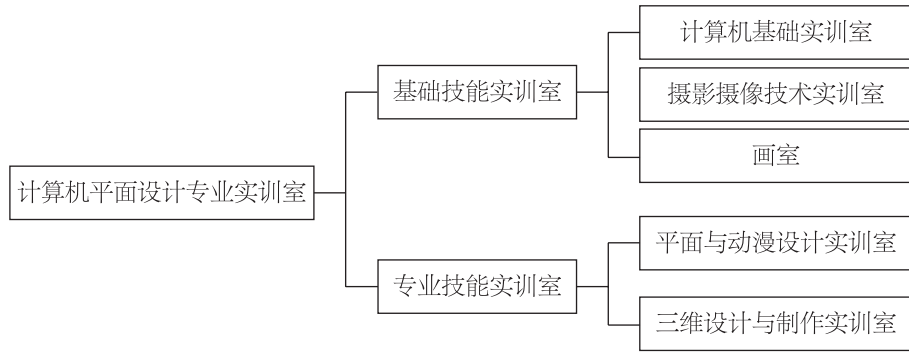 计算机平面设计专业实训室
基础技能实训室
计算机基础实训室
摄影摄像技术实训室
画室
专业技能实训室
平面与动漫设计实训室
三维设计与制作实训室